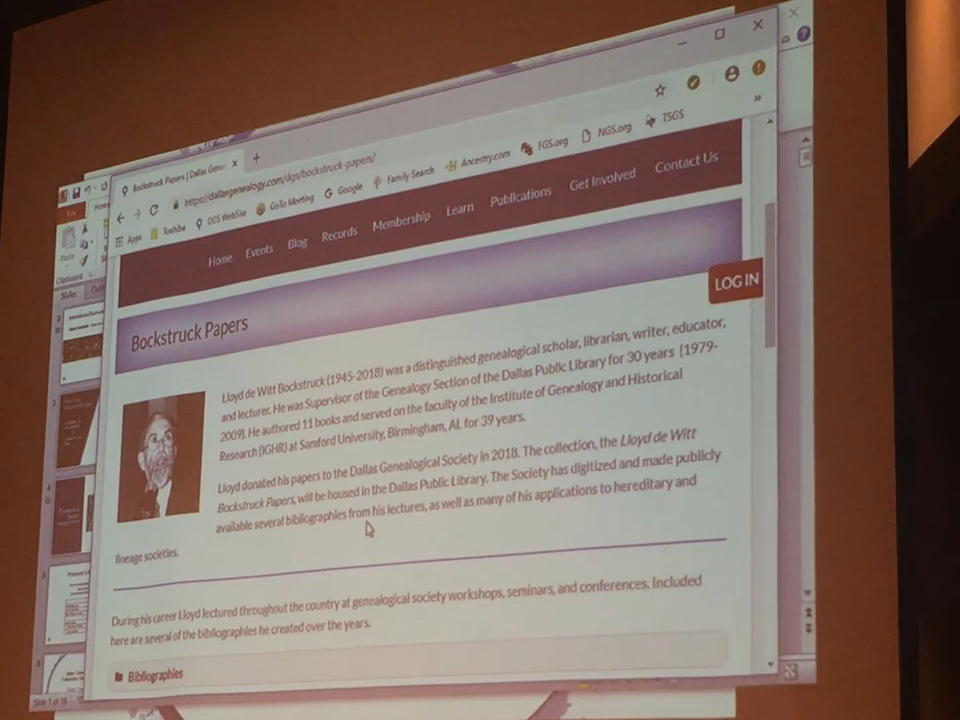 Bockstruck Papers | Dallas Gene
https://dallasgenealogy.com/dgs/bockstruck-papers/
Apps Toshiba DGS WebSite GoTo Meeting Google Family Search Ancestry.com FGS.org NGS.org TSGS
Home Events Blog Records Membership Learn Publications Get Involved Contact Us
LOG IN
Bockstruck Papers
Lloyd de Witt Bockstruck (1945-2018) was a distinguished genealogical scholar, librarian, writer, educator,
and lecturer. He was Supervisor of the Genealogy Section of the Dallas Public Library for 30 years (1979-
2009). He authored 11 books and served on the faculty of the Institute of Genealogy and Historical
Research (IGHR) at Samford University, Birmingham, AL for 39 years.
Lloyd donated his papers to the Dallas Genealogical Society in 2018. The collection, the Lloyd de Witt
Bockstruck Papers, will be housed in the Dallas Public Library. The Society has digitized and made publicly
available several bibliographies from his lectures, as well as many of his applications to hereditary and
lineage societies.
During his career Lloyd lectured throughout the country at genealogical society workshops, seminars, and conferences. Included
here are several of the bibliographies he created over the years.
Bibliographies
File
Paste
Clipboard
Slides
Slide 1 of 18